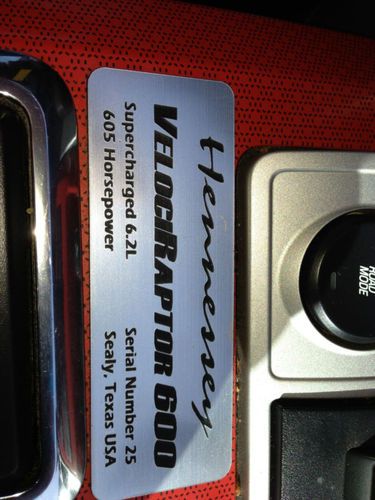 Hennessey
VELOCIRAPTOR 600
Supercharged 6.2L Serial Number 25
605 Horsepower Sealy, Texas USA
ROAD
MODE